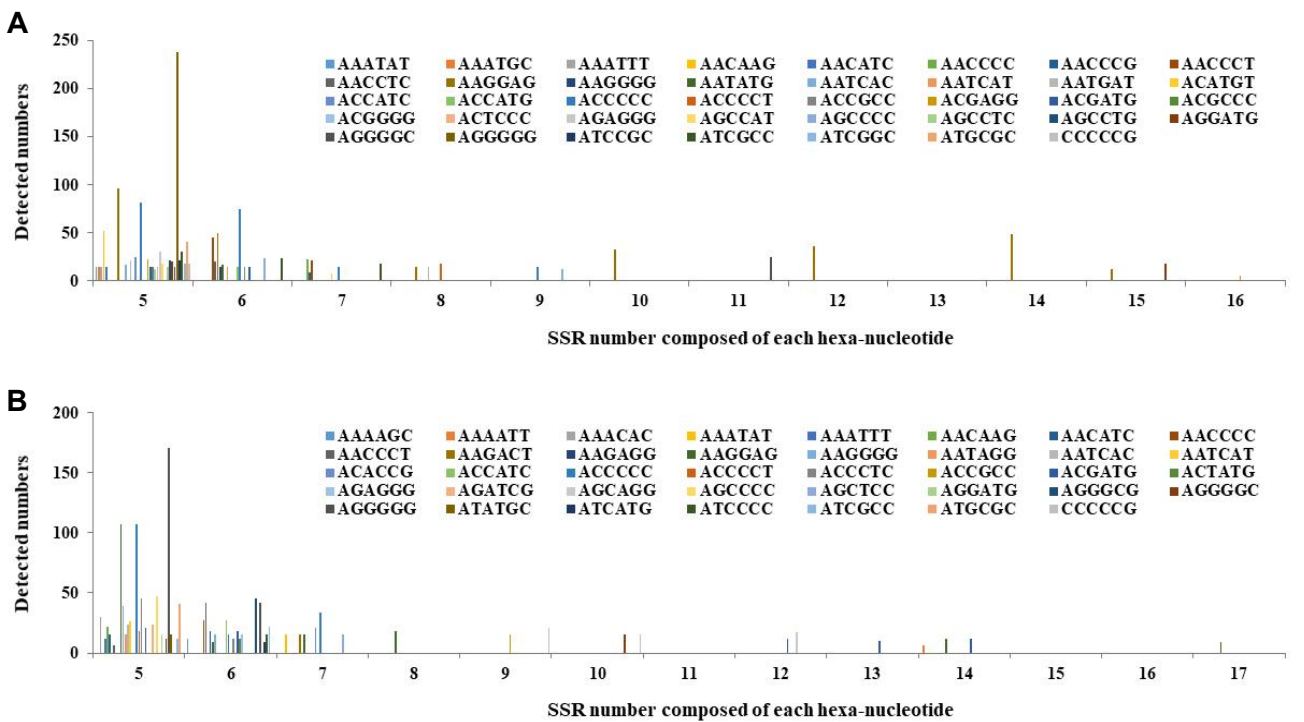 A
250
200
150
100
50
0
Detected numbers
AAATAT AAATGC AAATTT AACAAG AACATC AACCCC AACCCG AACCCT
AACCTC AAGGAG AAGGGG AATATG AATCAC AATCAT AATGAT ACATGT
ACCATC ACCATG ACCCCC ACCCCT ACCGCC ACGAGG ACGATG ACGCCC
ACGGGG ACTCCC AGAGGG AGCCAT AGCCCC AGCCTC AGCCTG AGGATG
AGGGGC AGGGGG ATCCGC ATCGCC ATCGGC ATGCGC CCCCCG
5 6 7 8 9 10 11 12 13 14 15 16
SSR number composed of each hexa-nucleotide
B
200
150
100
50
0
Detected numbers
AAAAGC AAAATT AAACAC AAATAT AAATTT AACAAG AACATC AACCCC
AACCCT AAGACT AAGAGG AAGGAG AAGGGG AATAGG AATCAC AATCAT
ACACCG ACCATC ACCCCC ACCCCT ACCCTC ACCGCC ACGATG ACTATG
AGAGGG AGATCG AGCAGG AGCCCC AGCTCC AGGATG AGGGCG AGGGGC
AGGGGG ATATGC ATCATG ATCCCC ATCGCC ATGCGC CCCCCG
5 6 7 8 9 10 11 12 13 14 15 16 17
SSR number composed of each hexa-nucleotide